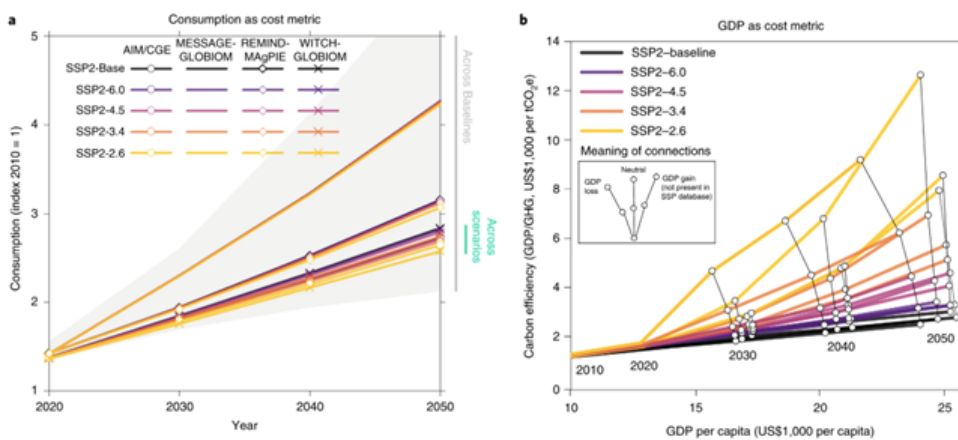 a
Consumption as cost metric
AIM/CGE MESSAGE-GLOBIOM REMIND-MAgPIE WITCH-GLOBIOM
SSP2-Base
SSP2-6.0
SSP2-4.5
SSP2-3.4
SSP2-2.6
Across Baselines
Across scenarios
Consumption (index 2010 = 1)
5
4
3
2
1
2020 2030 2040 2050
Year
b
GDP as cost metric
SSP2–baseline
SSP2–6.0
SSP2–4.5
SSP2–3.4
SSP2–2.6
Meaning of connections
GDP loss
Neutral
GDP gain (not present in SSP database)
Carbon efficiency (GDP/GHG, US$1,000 per tCO₂e)
14
12
10
8
6
4
2
0
2010 2020 2030 2040 2050
10 15 20 25
GDP per capita (US$1,000 per capita)